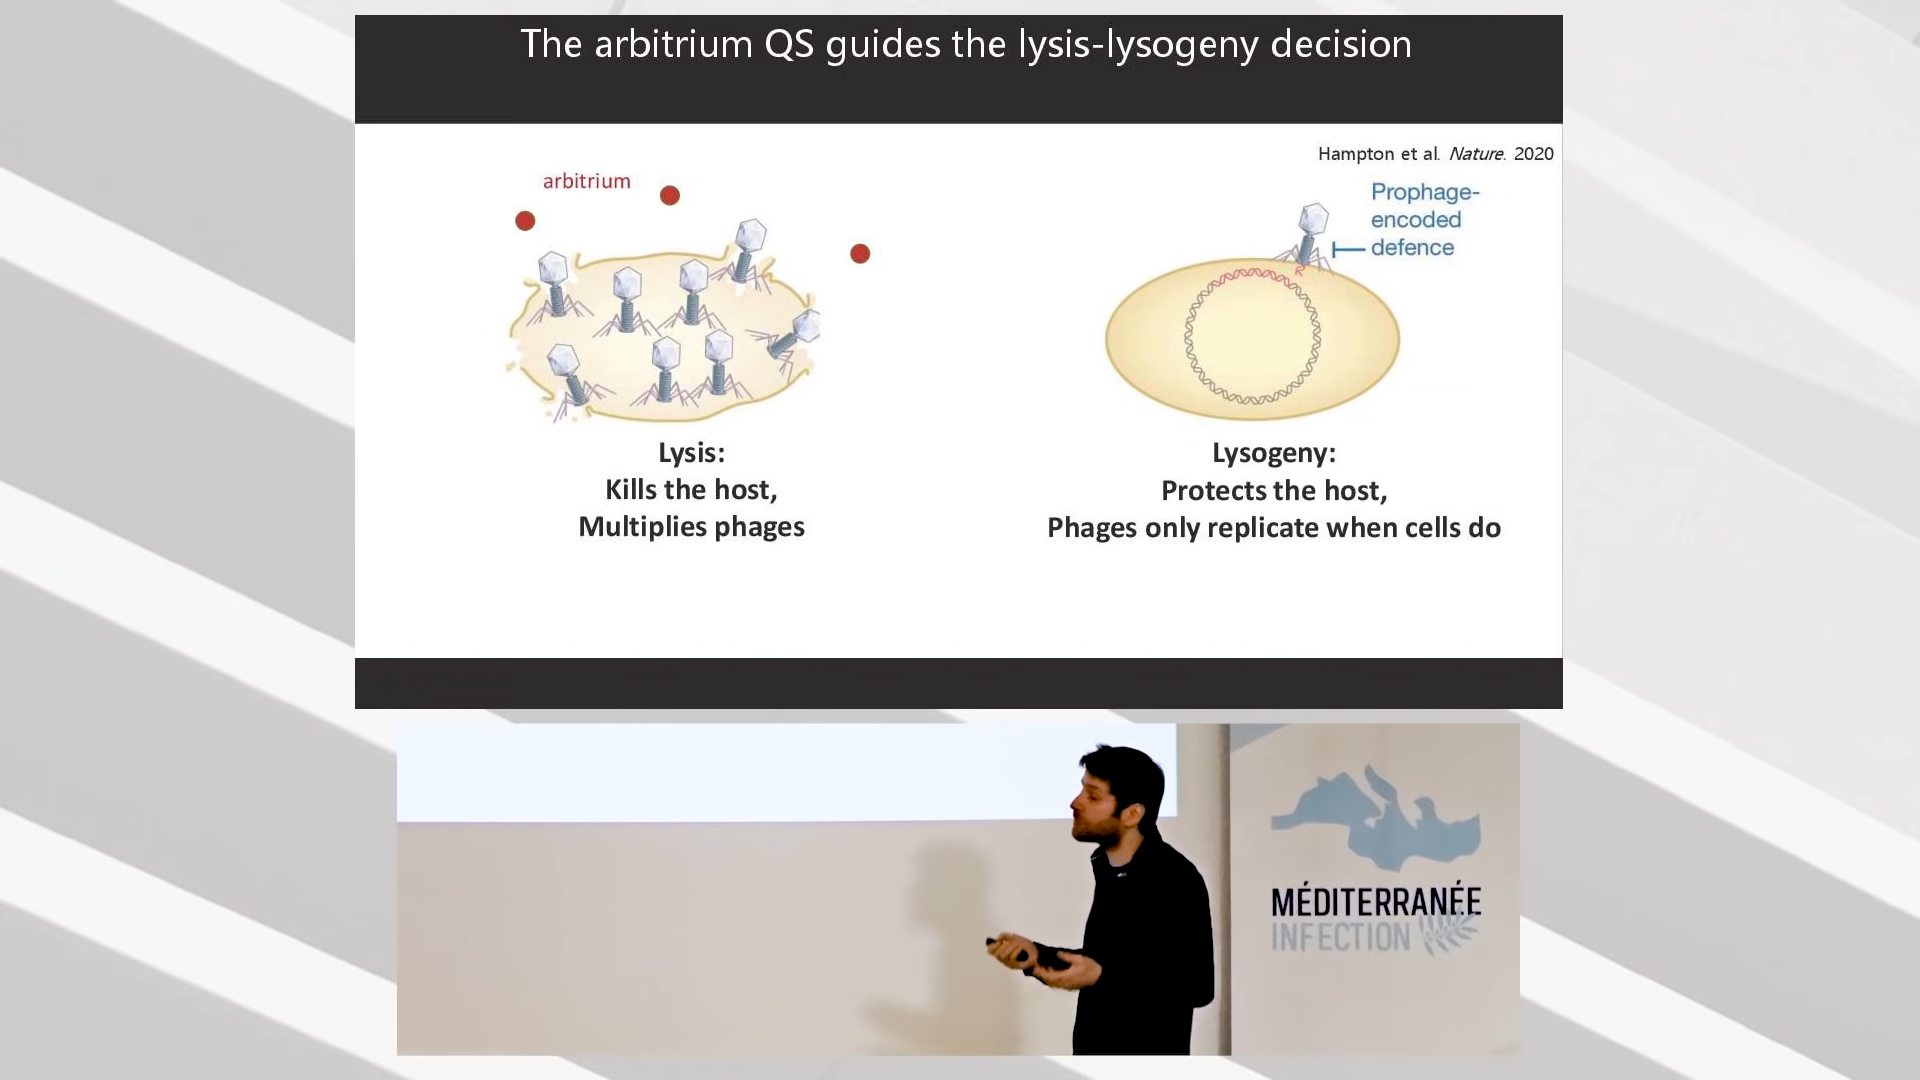 The arbitrium QS guides the lysis-lysogeny decision
Hampton et al. Nature. 2020
arbitrium
Prophage-
encoded
defence
Lysis:
Kills the host,
Multiplies phages
Lysogeny:
Protects the host,
Phages only replicate when cells do
MÉDITERRANÉE
INFECTION